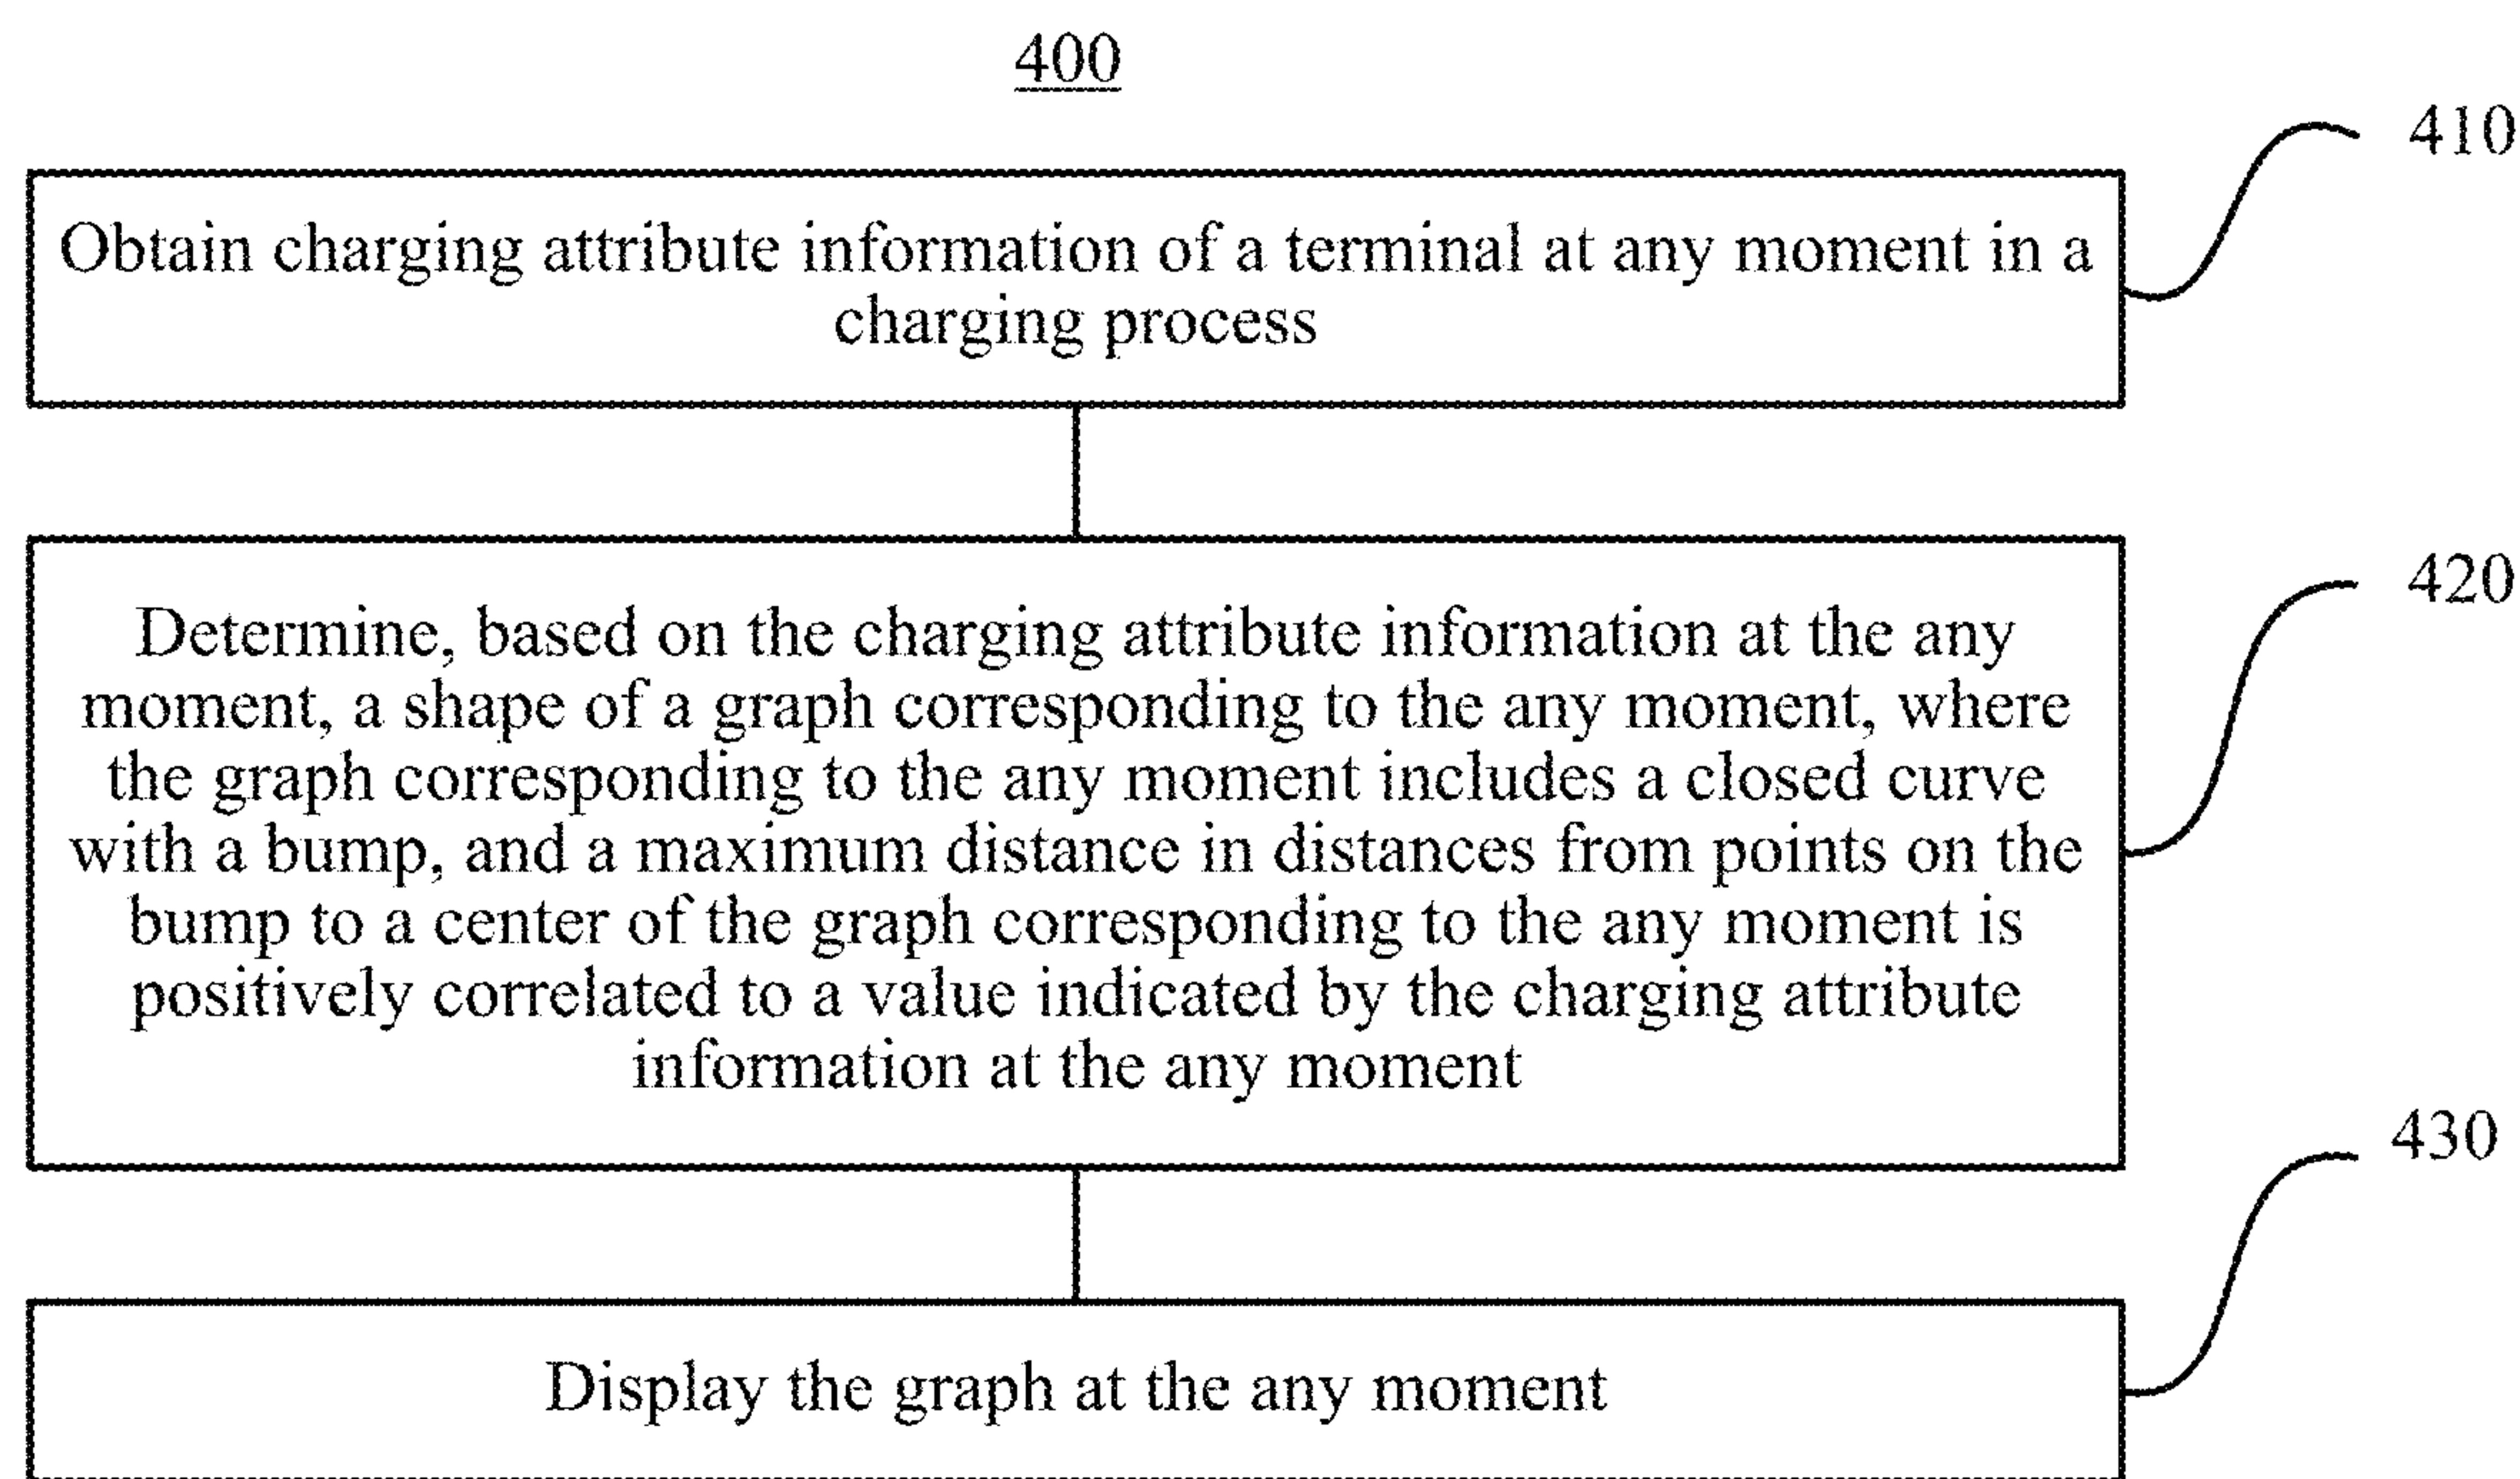 400
410
Obtain charging attribute information of a terminal at any moment in a
charging process
420
Determine, based on the charging attribute information at the any
moment, a shape of a graph corresponding to the any moment, where
the graph corresponding to the any moment includes a closed curve
with a bump, and a maximum distance in distances from points on the
bump to a center of the graph corresponding to the any moment is
positively correlated to a value indicated by the charging attribute
information at the any moment
430
Display the graph at the any moment